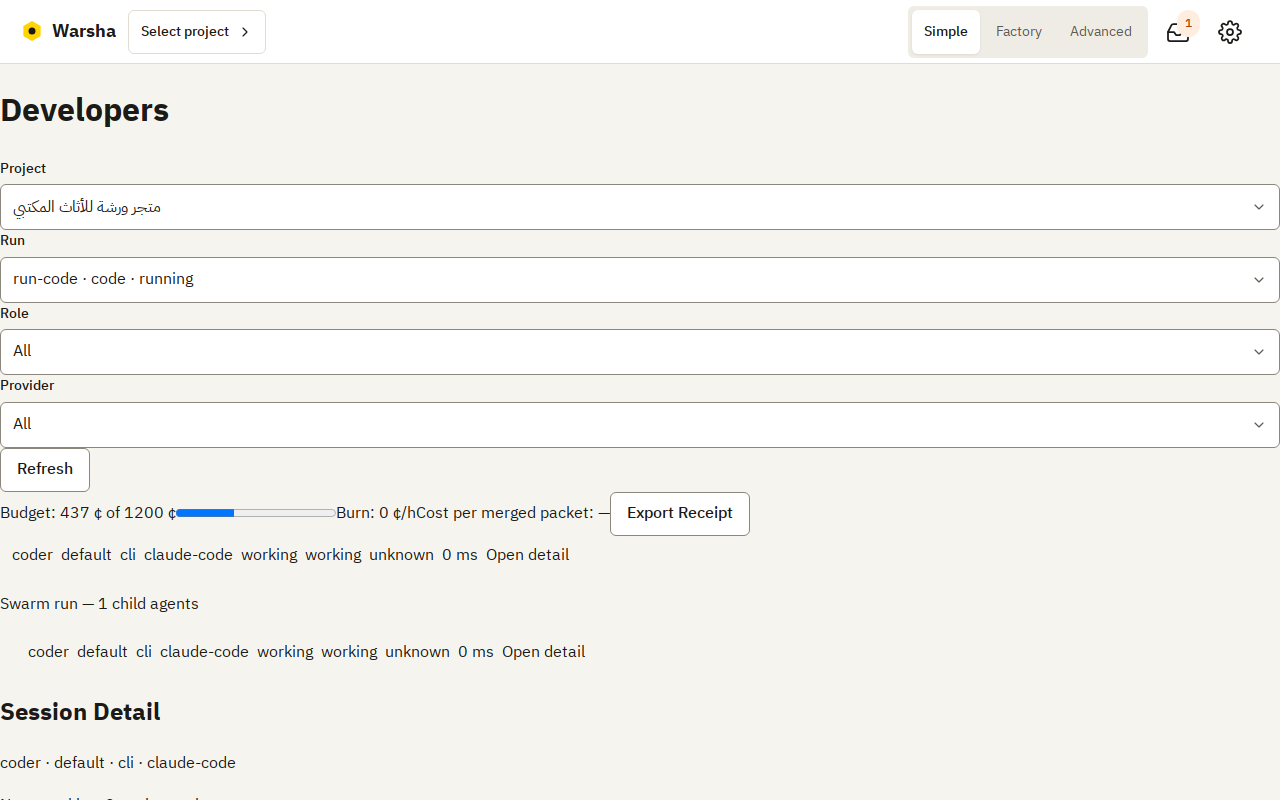 Warsha
Select project
Simple
Factory
Advanced
1
Developers
Project
متجر ورشة للأثاث المكتبي
Run
run-code · code · running
Role
All
Provider
All
Refresh
Budget: 437 ¢ of 1200 ¢ Burn: 0 ¢/hCost per merged packet: — Export Receipt
coder default cli claude-code working working unknown 0 ms Open detail
Swarm run — 1 child agents
coder default cli claude-code working working unknown 0 ms Open detail
Session Detail
coder · default · cli · claude-code